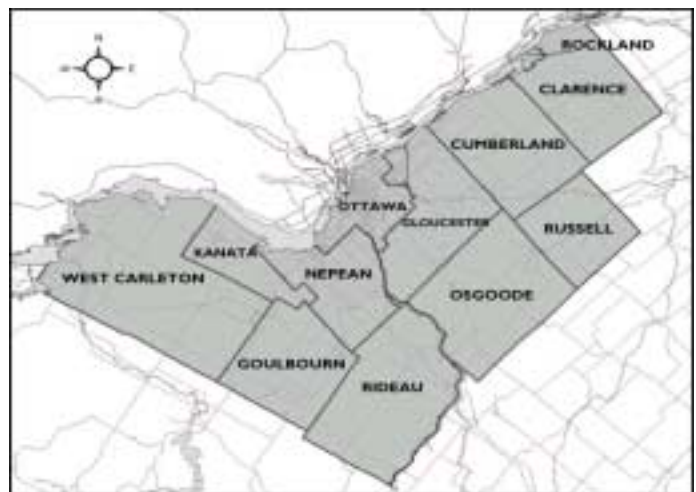 N
ROCKLAND
CLARENCE
CUMBERLAND
OTTAWA
GLOUCESTER
RUSSELL
KANATA
NEPEAN
WEST CARLETON
OSGOODE
GOULBOURN
RIDEAU